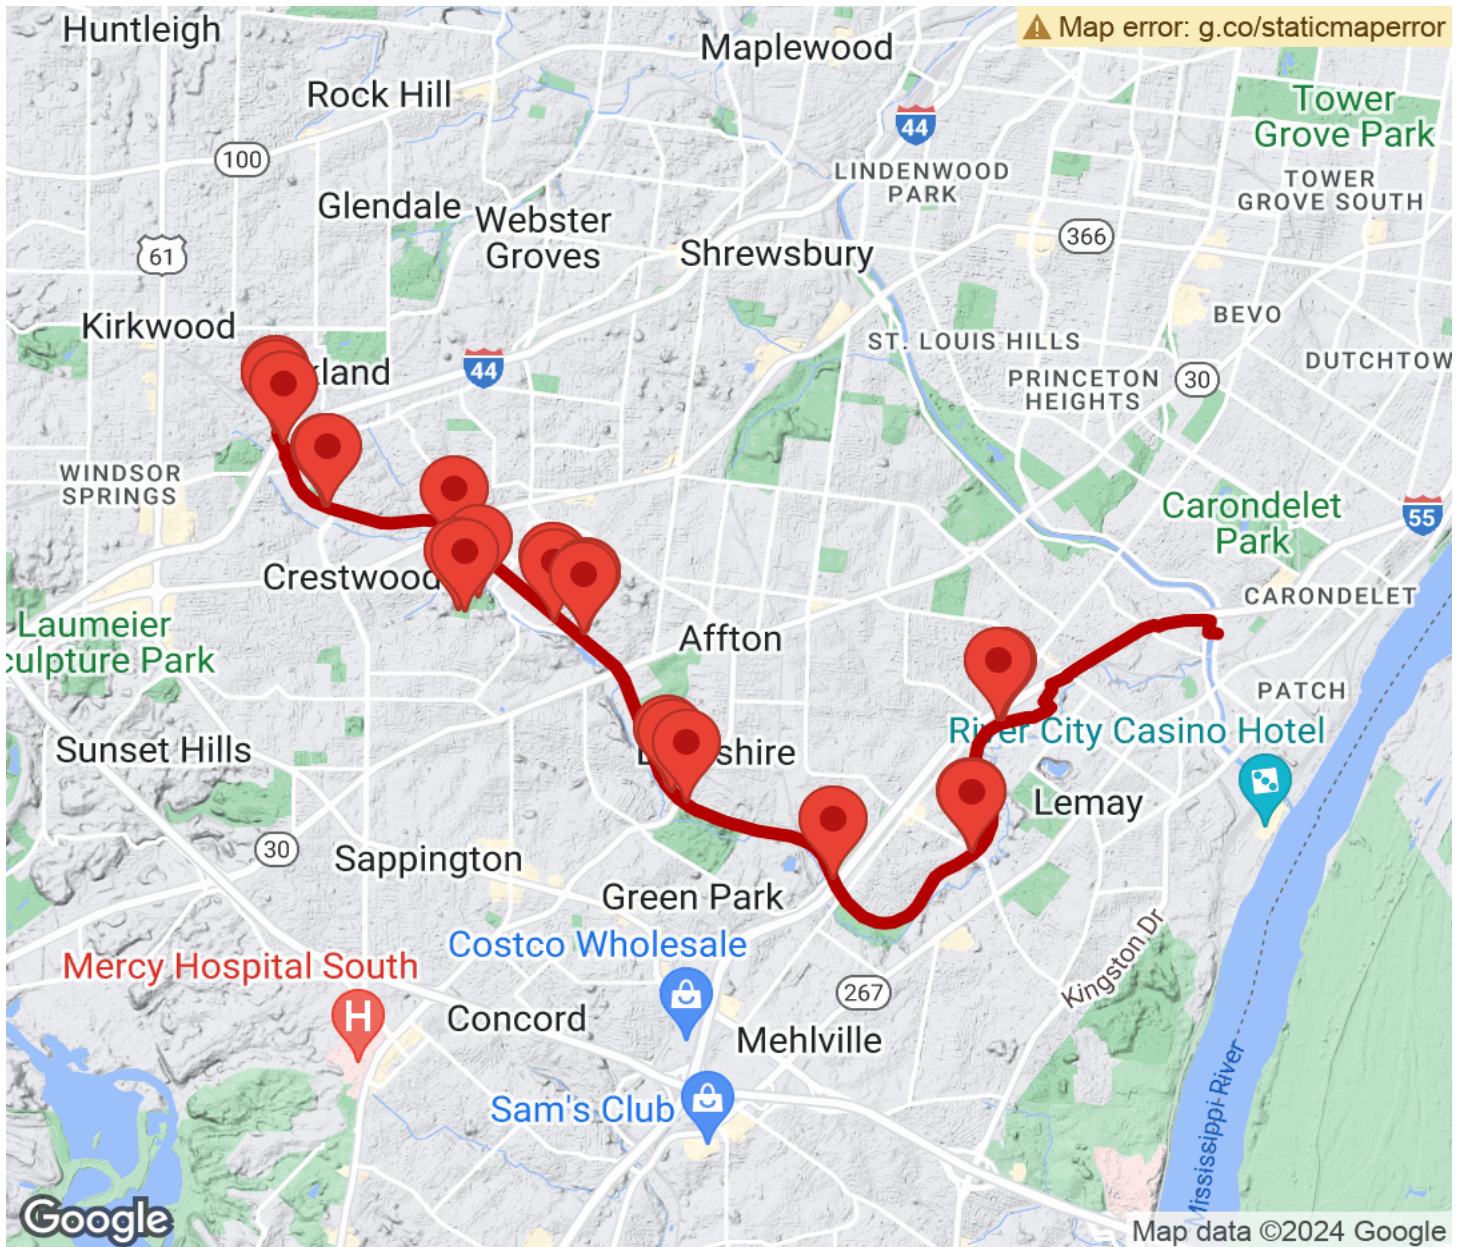 Huntleigh
Map error: g.co/staticmaperror
Maplewood
Rock Hill
Tower
Grove Park
44
100
LINDENWOOD
PARK
TOWER
GROVE SOUTH
Glendale
Webster
Groves
366
61
Shrewsbury
Kirkwood
BEVO
ST. LOUIS HILLS
DUTCHTOW
kland
44
PRINCETON
HEIGHTS
30
WINDSOR
SPRINGS
Carondelet
Park
55
Crestwood
CARONDELET
Laumeier
culpture Park
Affton
PATCH
River City Casino Hotel
Sunset Hills
shire
Lemay
30
Sappington
Green Park
Costco Wholesale
Kingston Dr
Mercy Hospital South
267
H
Concord
Mehlville
Sam's Club
Mississippi River
Google
Map data ©2024 Google